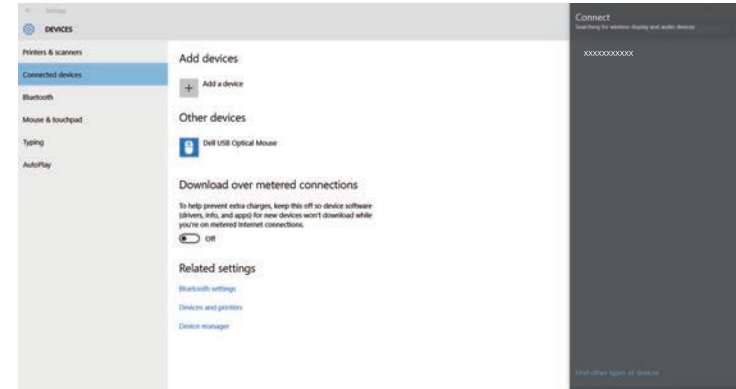 Settings
DEVICES
Printers & scanners
Connected devices
Bluetooth
Mouse & touchpad
Typing
AutoPlay
Add devices
Add a device
Other devices
Dell USB Optical Mouse
Download over metered connections
To help prevent extra charges, keep this off so device software
(drivers, info, and apps) for new devices won't download while
you're on metered Internet connections.
Off
Related settings
Bluetooth settings
Devices and printers
Device manager
Connect
Searching for wireless display and audio devices
xxxxxxxxxxx
Find other types of devices